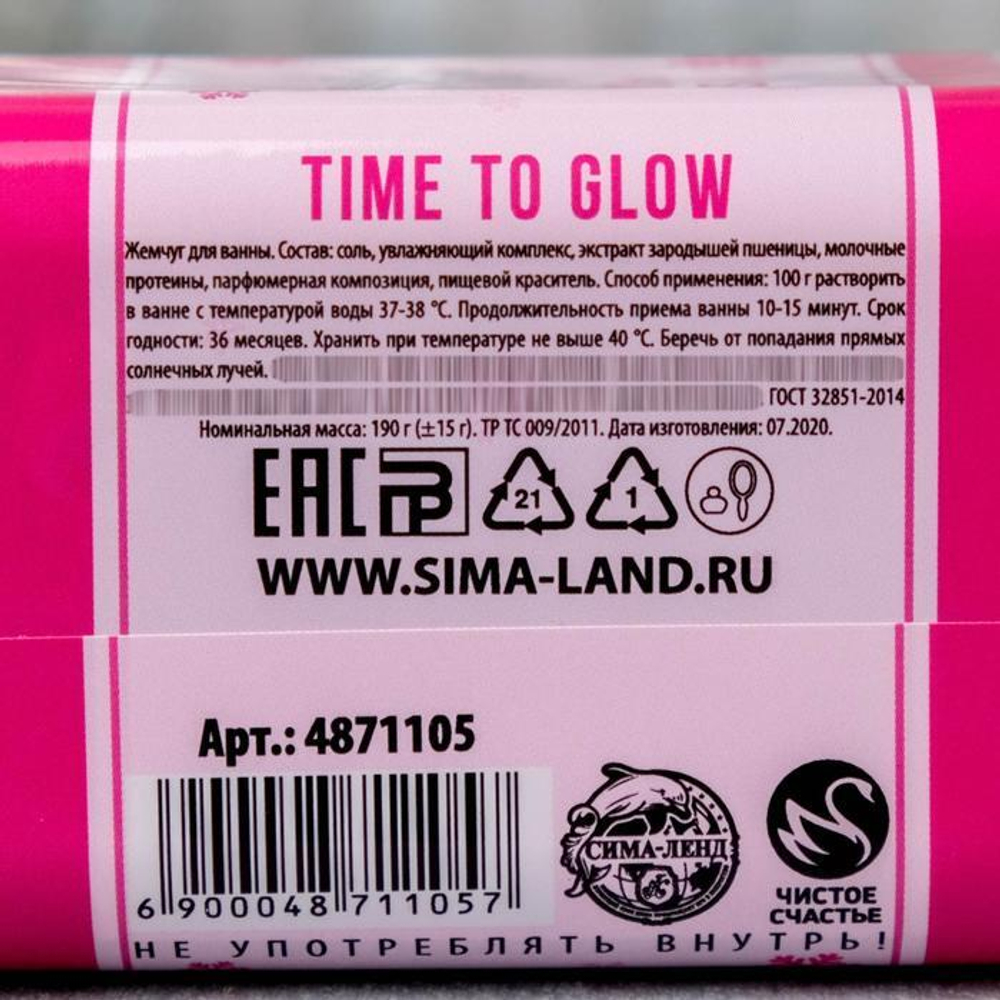 TIME TO GLOW
Жемчуг для ванны. Состав: соль, увлажняющий комплекс, экстракт зародышей пшеницы, молочные
протеины, парфюмерная композиция, пищевой краситель. Способ применения: 100 г растворить
в ванне с температурой воды 37-38 °С. Продолжительность приема ванны 10-15 минут. Срок
годности: 36 месяцев. Хранить при температуре не выше 40 °С. Беречь от попадания прямых
солнечных лучей.
ГОСТ 32851-2014
Номинальная масса: 190 г (±15 г). ТР ТС 009/2011. Дата изготовления: 07.2020.
EAC 21 1
WWW.SIMA-LAND.RU
Арт.: 4871105
СИМА-ЛЕНД
6 900048 711057
ЧИСТОЕ
СЧАСТЬЕ
НЕ УПОТРЕБЛЯТЬ ВНУТРЬ!